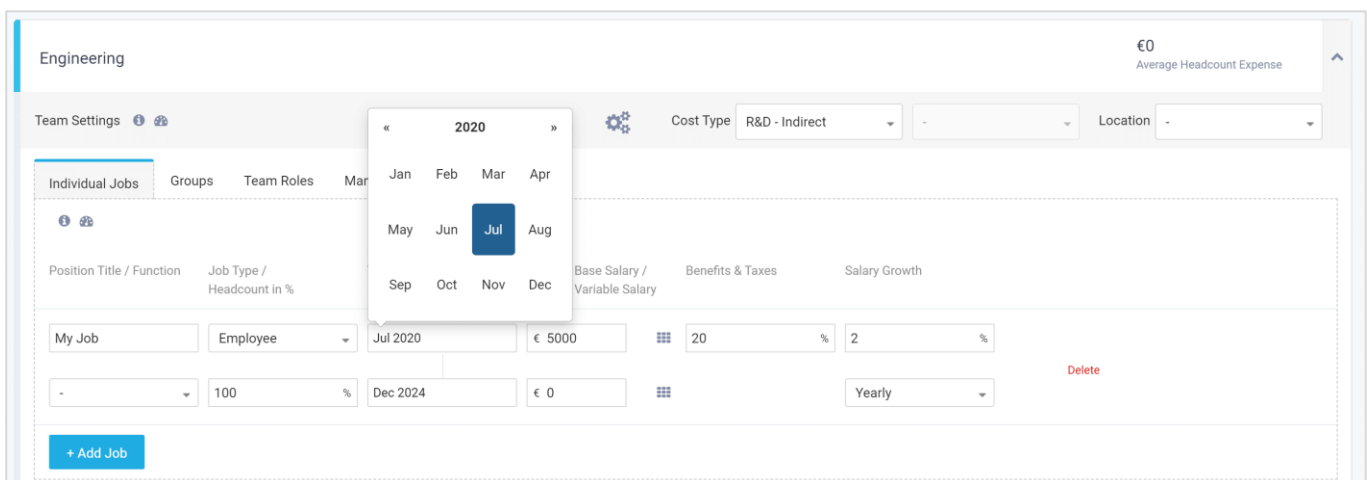 Engineering
€0
Average Headcount Expense
Team Settings
Cost Type R&D - Indirect - Location -
« 2020 »
Jan Feb Mar Apr
May Jun Jul Aug
Sep Oct Nov Dec
Individual Jobs Groups Team Roles
Position Title / Function
Job Type /
Headcount in %
Base Salary /
Variable Salary
Benefits & Taxes
Salary Growth
My Job Employee Jul 2020 € 5000 20 % 2 %
Delete
- 100 % Dec 2024 € 0 Yearly
+ Add Job